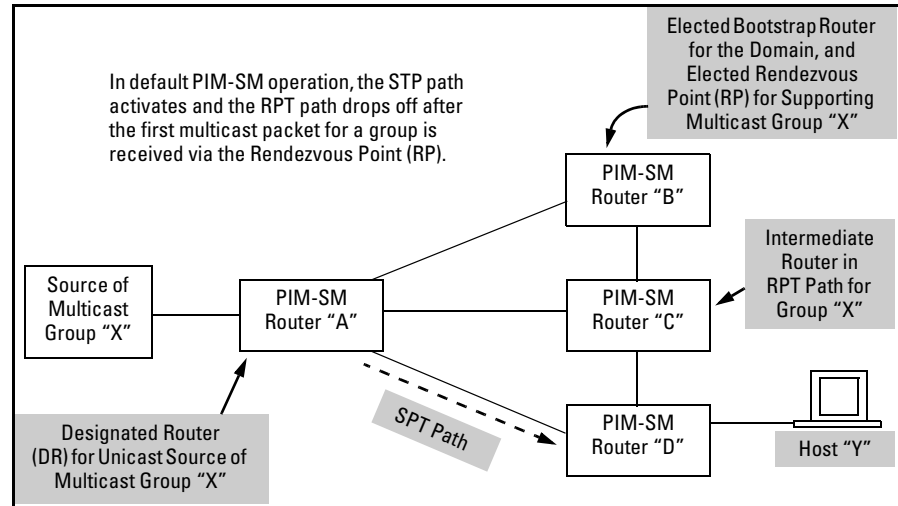 In default PIM-SM operation, the STP path
activates and the RPT path drops off after
the first multicast packet for a group is
received via the Rendezvous Point (RP).
Elected Bootstrap Router
for the Domain, and
Elected Rendezvous
Point (RP) for Supporting
Multicast Group “X”
PIM-SM
Router “B”
Intermediate
Router in
RPT Path for
Group “X”
Source of
Multicast
Group “X”
PIM-SM
Router “A”
PIM-SM
Router “C”
SPT Path
PIM-SM
Router “D”
Host “Y”
Designated Router
(DR) for Unicast Source of
Multicast Group “X”